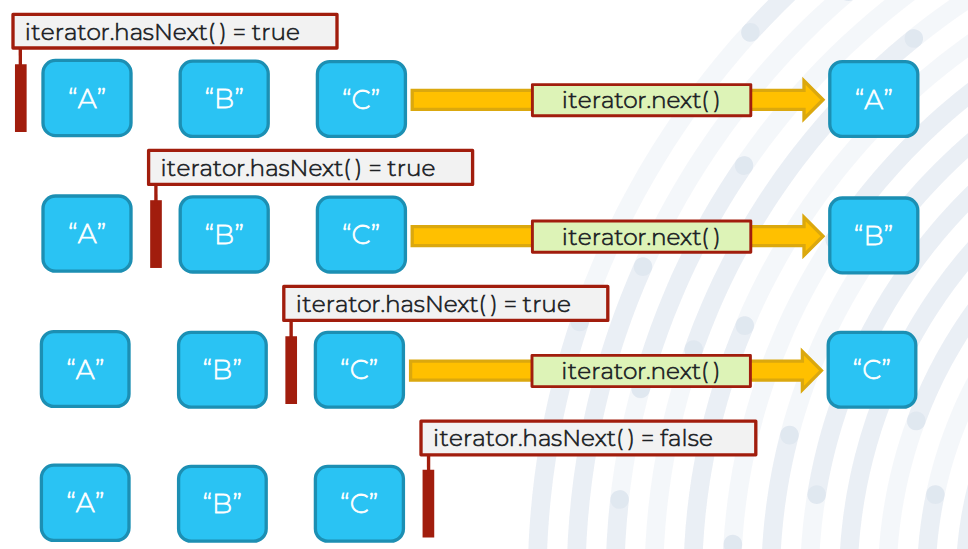 iterator.hasNext() = true
“A” “B” “C” iterator.next() “A”
iterator.hasNext() = true
“A” “B” “C” iterator.next() “B”
iterator.hasNext() = true
“A” “B” “C” iterator.next() “C”
iterator.hasNext() = false
“A” “B” “C”